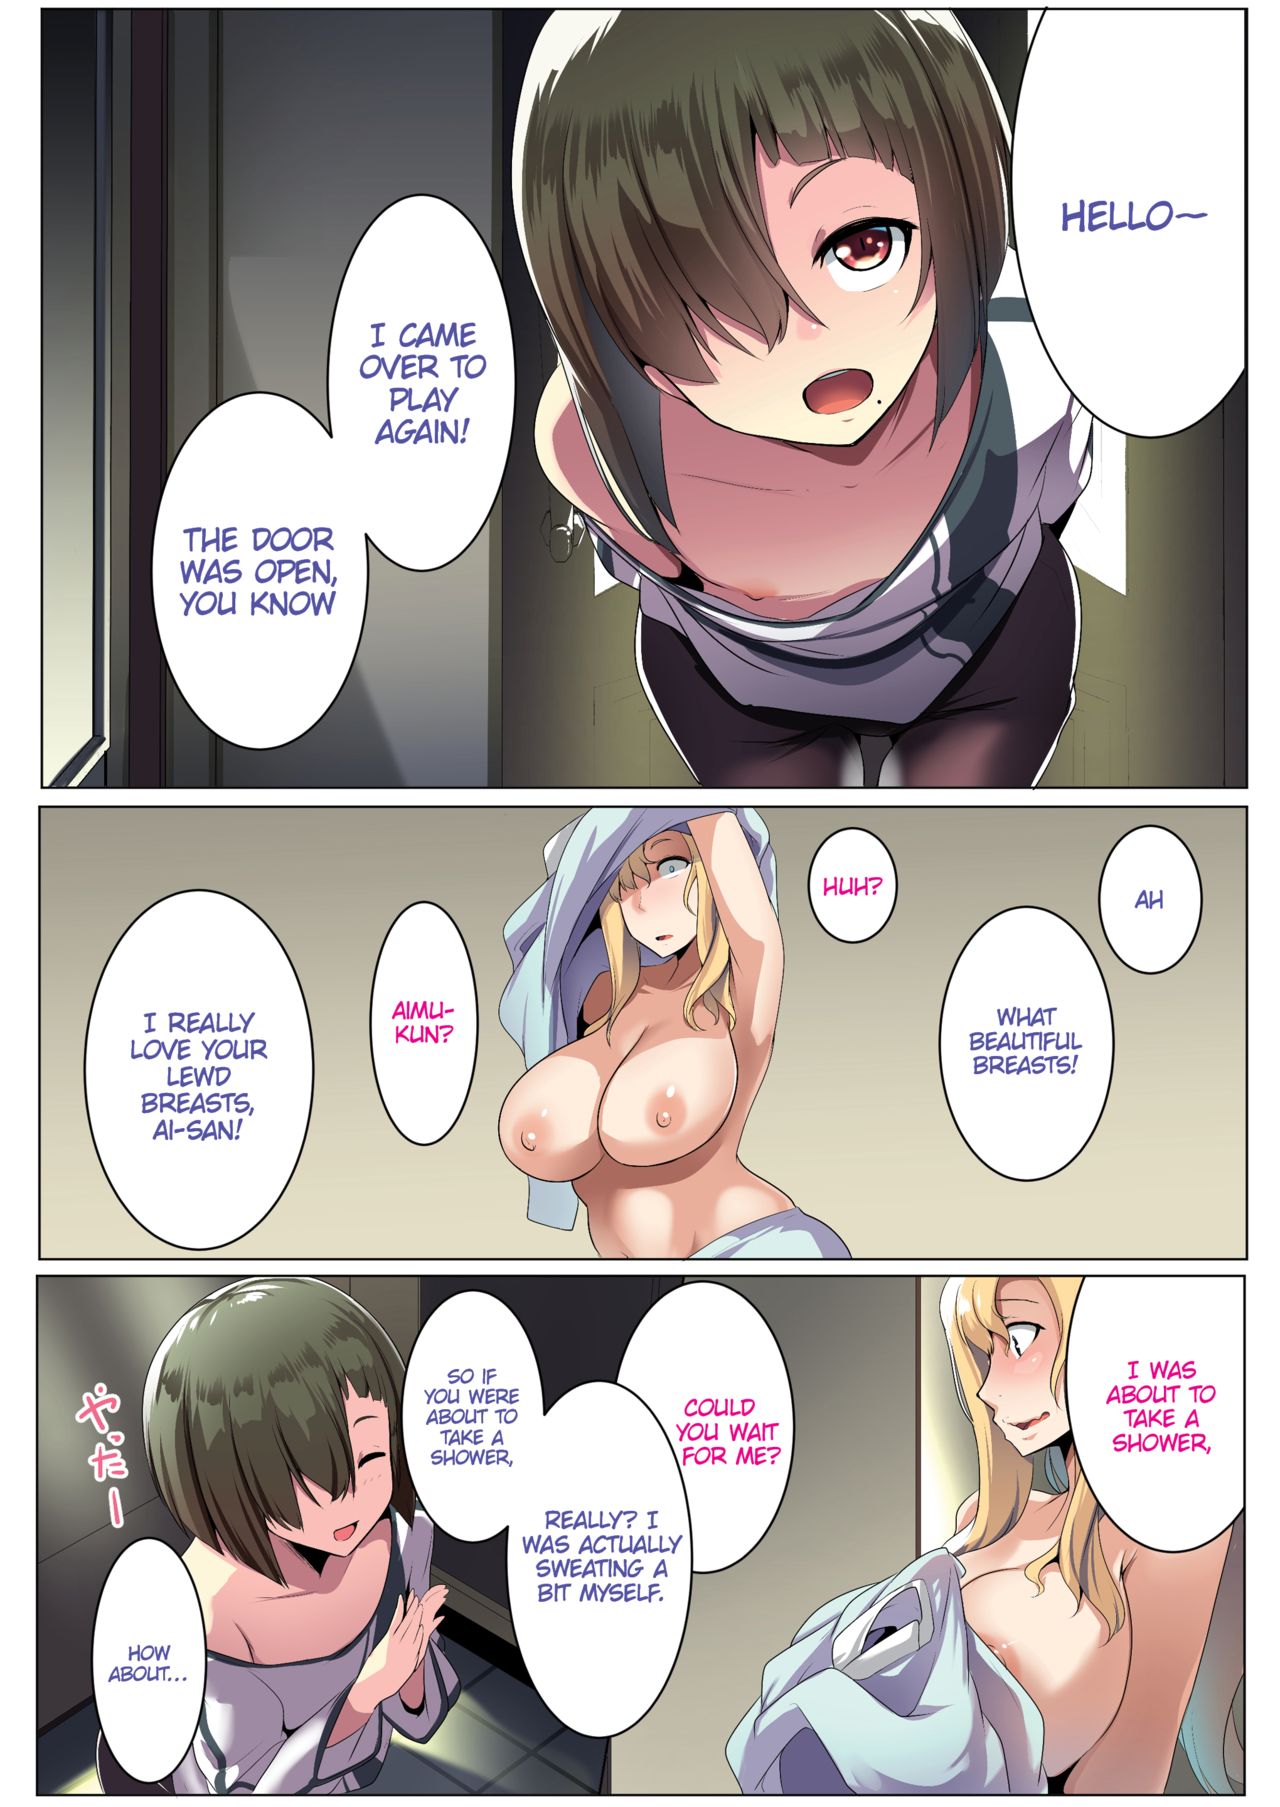 HELLO~
I CAME
OVER TO
PLAY
AGAIN!
THE DOOR
WAS OPEN,
YOU KNOW
AH
HUH?
WHAT
BEAUTIFUL
BREASTS!
AIMU-
KUN?
I REALLY
LOVE YOUR
LEWD
BREASTS,
AI-SAN!
I WAS
ABOUT TO
TAKE A
SHOWER,
COULD
YOU WAIT
FOR ME?
REALLY? I
WAS ACTUALLY
SWEATING A
BIT MYSELF.
SO IF
YOU WERE
ABOUT TO
TAKE A
SHOWER,
やったー
HOW
ABOUT...